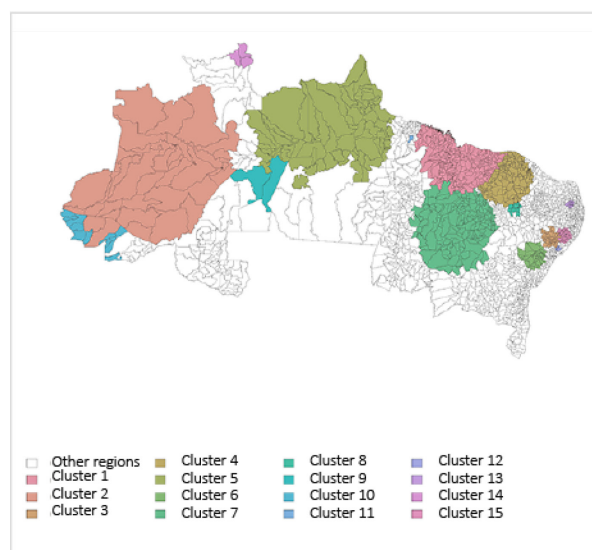 Other regions
Cluster 1
Cluster 2
Cluster 3
Cluster 4
Cluster 5
Cluster 6
Cluster 7
Cluster 8
Cluster 9
Cluster 10
Cluster 11
Cluster 12
Cluster 13
Cluster 14
Cluster 15